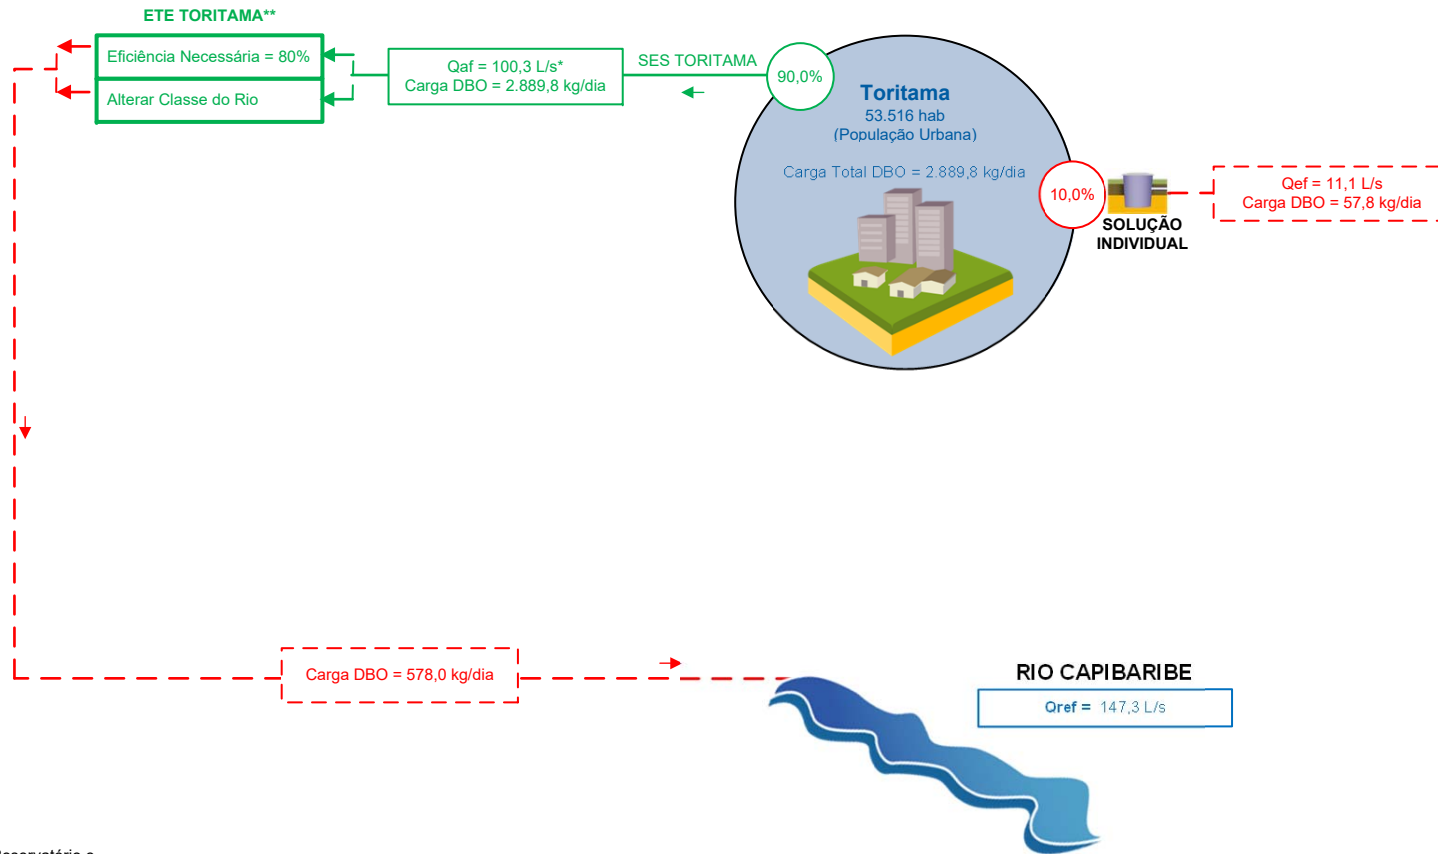 ETE TORITAMA**
Eficiência Necessária = 80%
Alterar Classe do Rio
Qaf = 100,3 L/s*
Carga DBO = 2.889,8 kg/dia
SES TORITAMA
90,0%
Toritama
53.516 hab
(População Urbana)
Carga Total DBO = 2.889,8 kg/dia
10,0%
SOLUÇÃO
INDIVIDUAL
Qef = 11,1 L/s
Carga DBO = 57,8 kg/dia
Carga DBO = 578,0 kg/dia
RIO CAPIBARIBE
Qref = 147,3 L/s